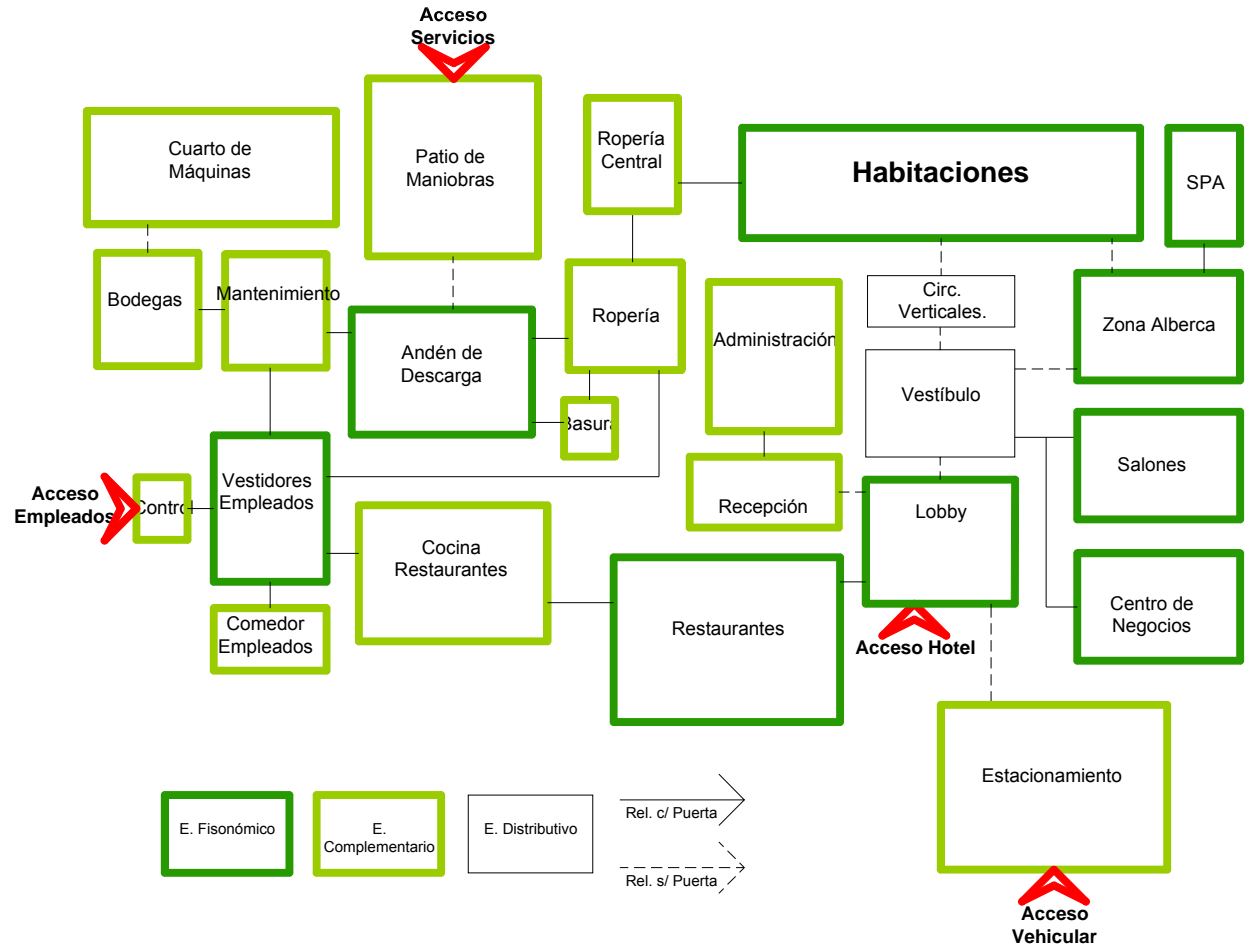 Acceso
Servicios
Cuarto de
Máquinas
Patio de
Maniobras
Ropería
Central
Habitaciones
SPA
Bodegas
Mantenimiento
Andén de
Descarga
Ropería
Administración
Circ.
Verticales.
Zona Alberca
Vestíbulo
Basura
Acceso
Empleados
Control
Vestidores
Empleados
Cocina
Restaurantes
Recepción
Lobby
Salones
Comedor
Empleados
Restaurantes
Acceso Hotel
Centro de
Negocios
Estacionamiento
E. Fisonómico
E.
Complementario
E. Distributivo
Rel. c/ Puerta
Rel. s/ Puerta
Acceso
Vehicular